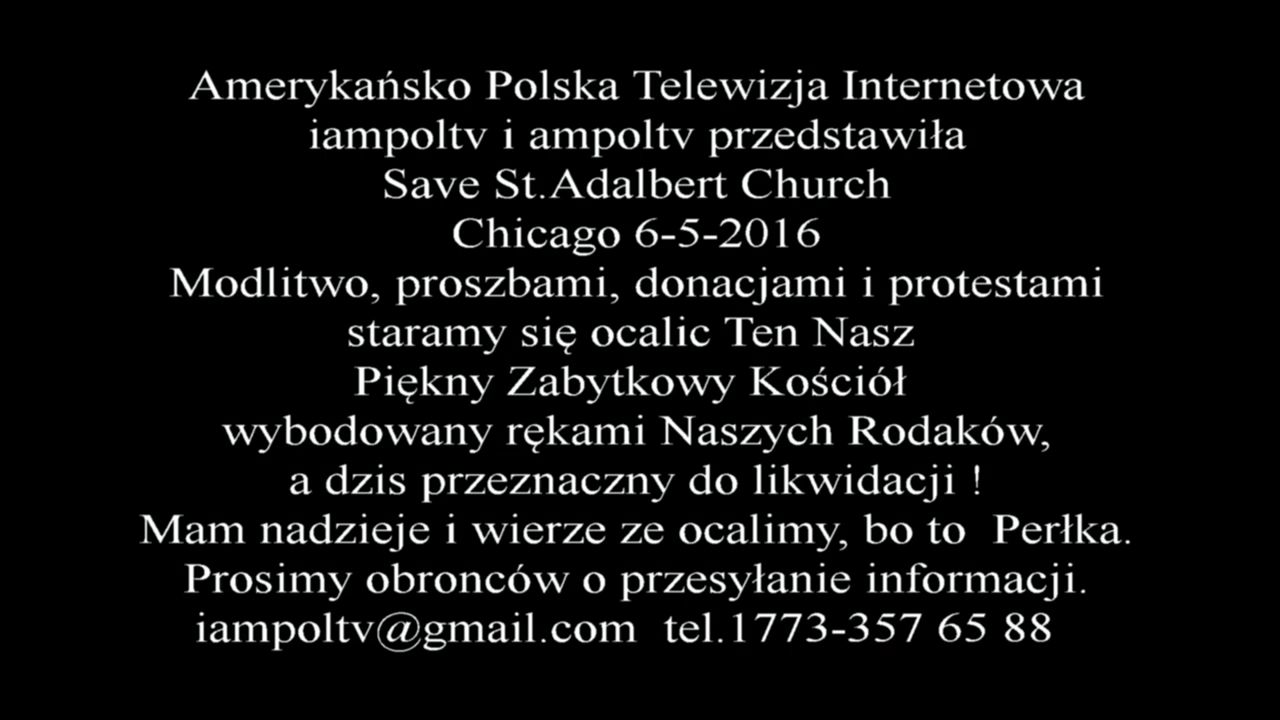 Amerykańsko Polska Telewizja Internetowa
iampoltv i ampoltv przedstawiła
Save St.Adalbert Church
Chicago 6-5-2016
Modlitwo, proszbami, donacjami i protestami
staramy się ocalic Ten Nasz
Piękny Zabytkowy Kościół
wybodowany rękami Naszych Rodaków,
a dzis przeznaczny do likwidacji !
Mam nadzieje i wierze ze ocalimy, bo to  Perłka.
Prosimy obronców o przesyłanie informacji.
iampoltv@gmail.com  tel.1773-357 65 88